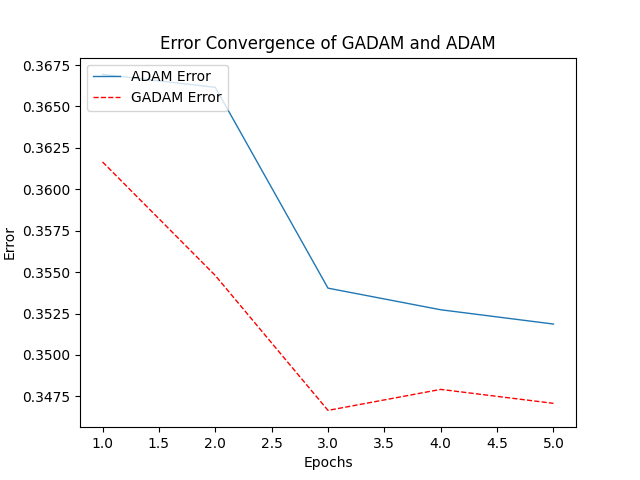 Error Convergence of GADAM and ADAM
ADAM Error
GADAM Error
Error
0.3675
0.3650
0.3625
0.3600
0.3575
0.3550
0.3525
0.3500
0.3475
1.0 1.5 2.0 2.5 3.0 3.5 4.0 4.5 5.0
Epochs